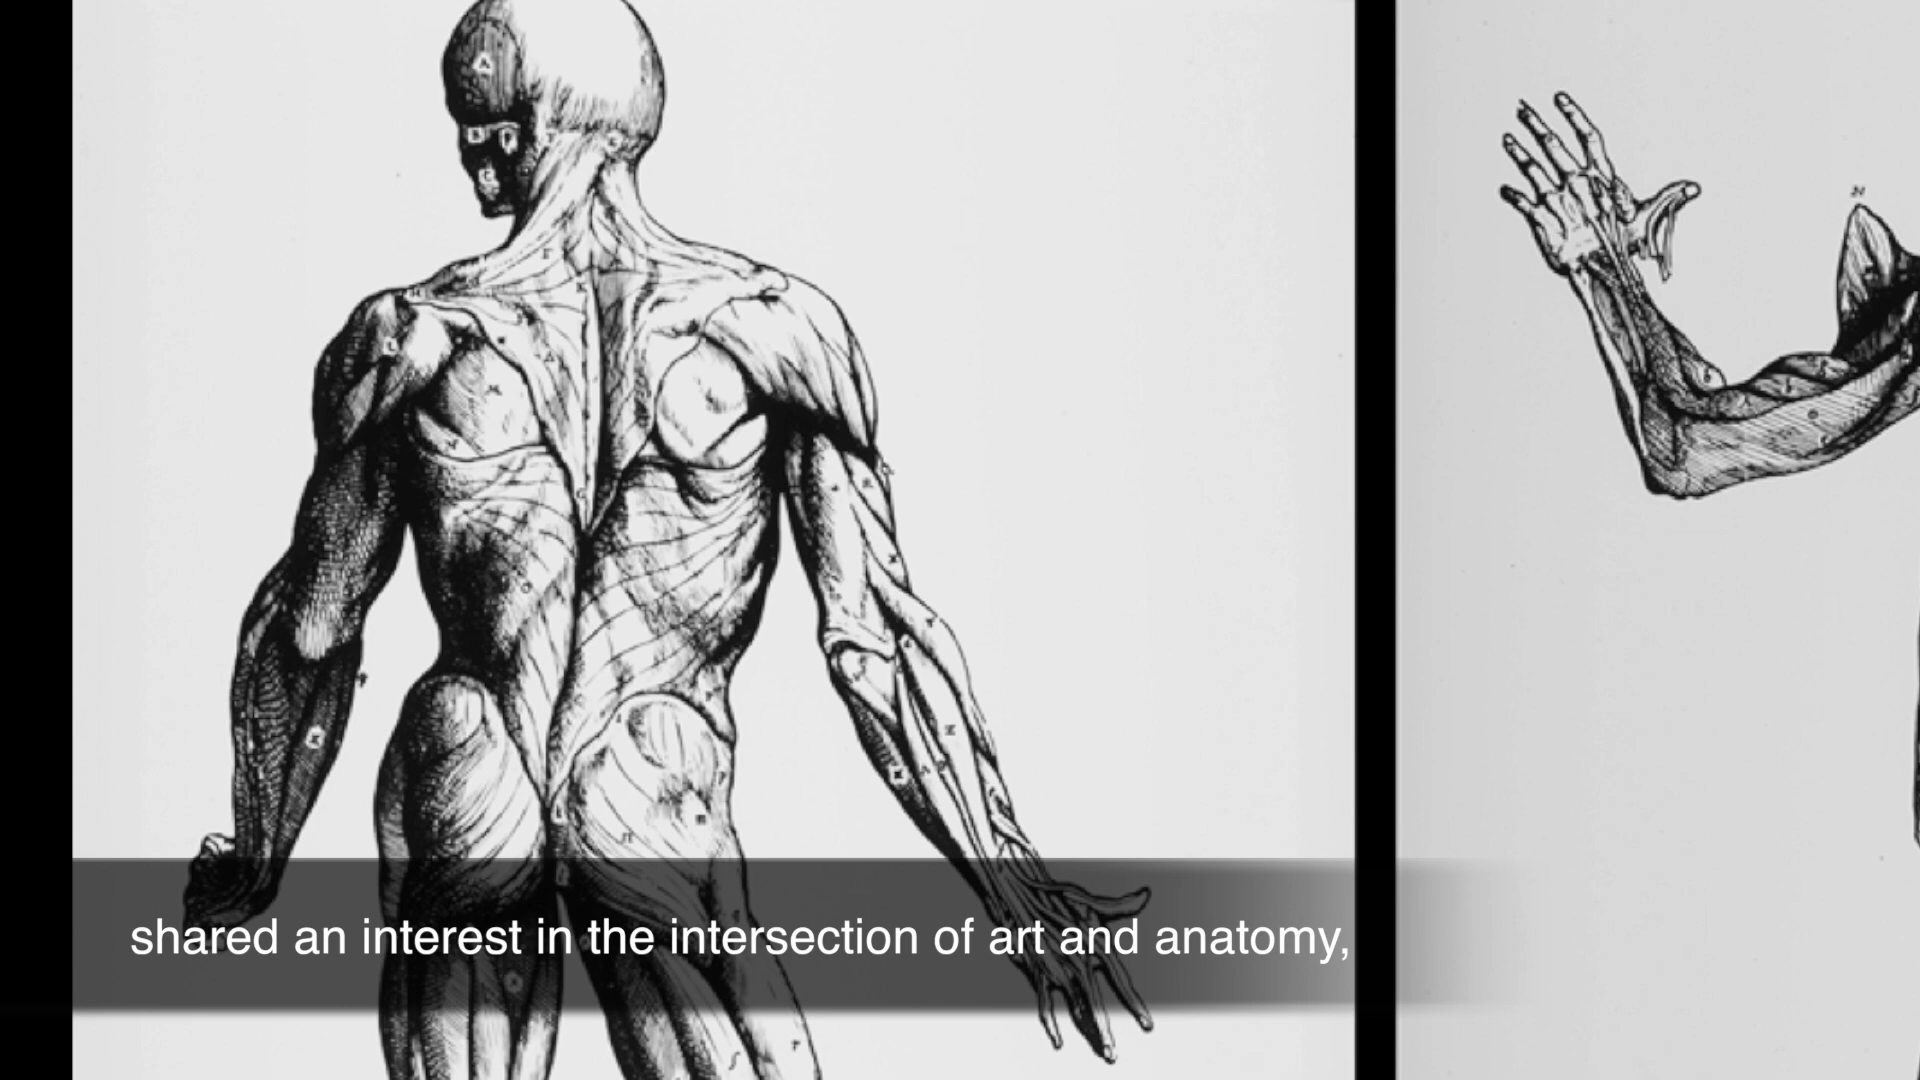 shared an interest in the intersection of art and anatomy,